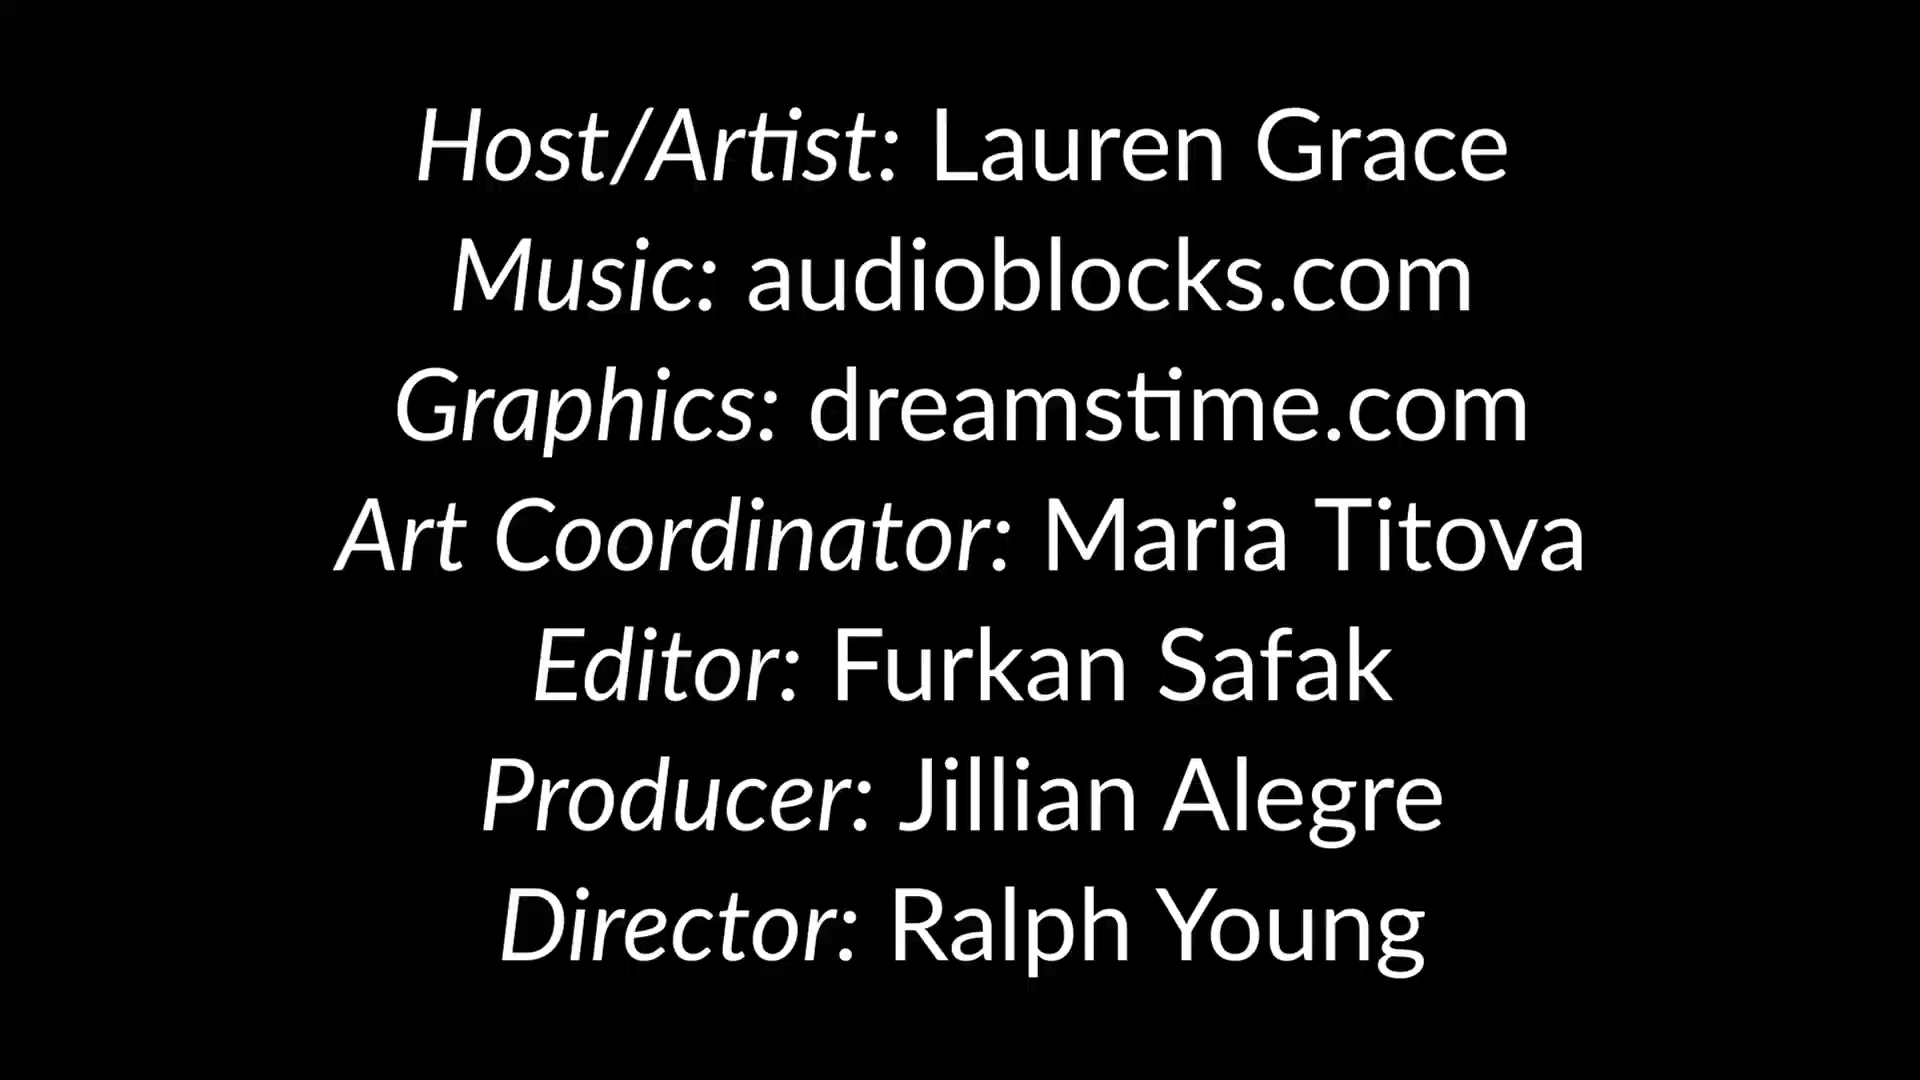 Host/Artist: Lauren Grace
Music: audioblocks.com
Graphics: dreamstime.com
Art Coordinator: Maria Titova
Editor: Furkan Safak
Producer: Jillian Alegre
Director: Ralph Young